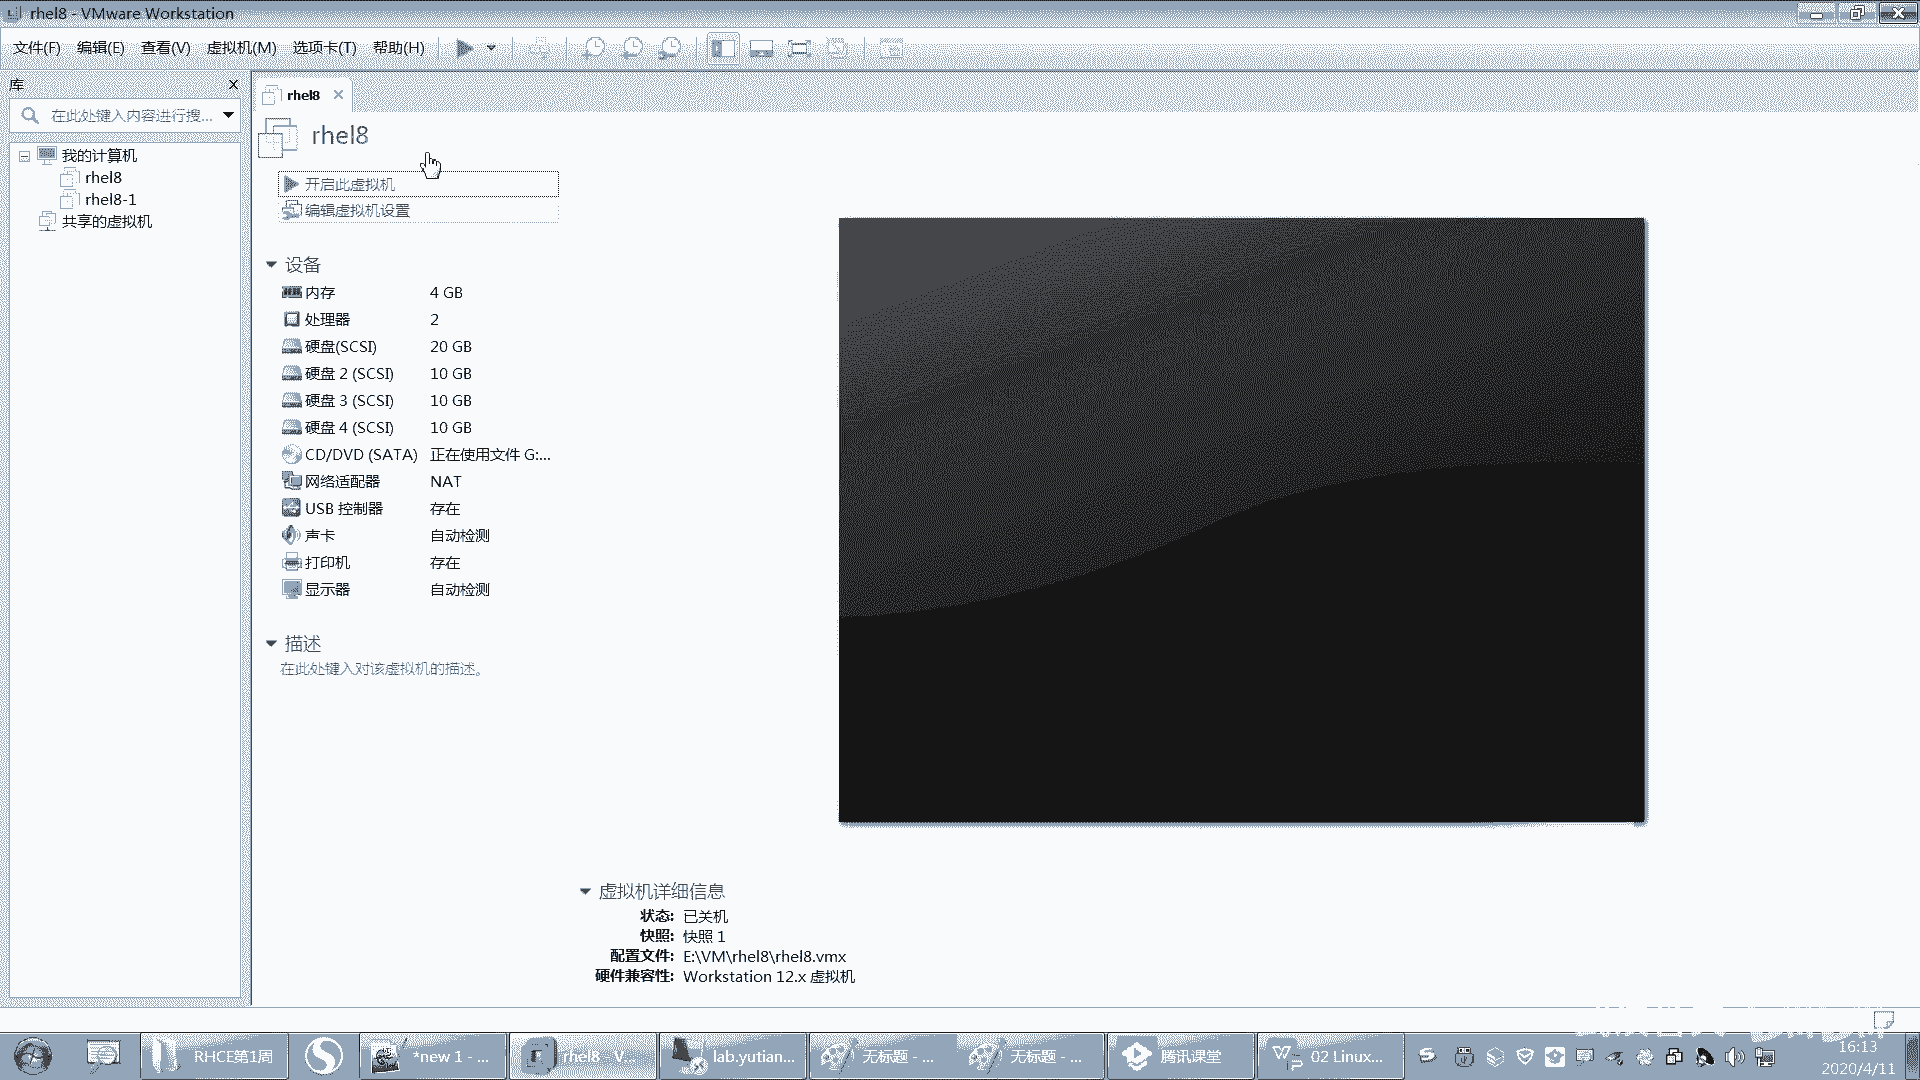 rhel8 - VMware Workstation
文件(F) 编辑(E) 查看(V) 虚拟机(M) 选项卡(T) 帮助(H)
库
在此处键入内容进行搜...
我的计算机
rhel8
rhel8-1
共享的虚拟机
rhel8
rhel8
开启此虚拟机
编辑虚拟机设置
设备
内存 4 GB
处理器 2
硬盘(SCSI) 20 GB
硬盘 2 (SCSI) 10 GB
硬盘 3 (SCSI) 10 GB
硬盘 4 (SCSI) 10 GB
CD/DVD (SATA) 正在使用文件 G:...
网络适配器 NAT
USB 控制器 存在
声卡 自动检测
打印机 存在
显示器 自动检测
描述
在此处键入对该虚拟机的描述。
虚拟机详细信息
状态: 已关机
快照: 快照 1
配置文件: E:\VM\rhel8\rhel8.vmx
硬件兼容性: Workstation 12.x 虚拟机
RHCE第1周 *new 1 - ... rhel8 - V... lab.yutian... 无标题 - ... 无标题 - ... 腾讯课堂 02 Linux...
16:13
2020/4/11